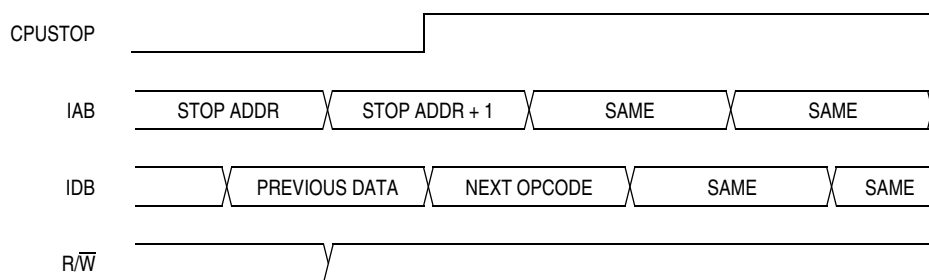 CPUSTOP
IAB STOP ADDR STOP ADDR + 1 SAME SAME
IDB PREVIOUS DATA NEXT OPCODE SAME SAME
R/W̅